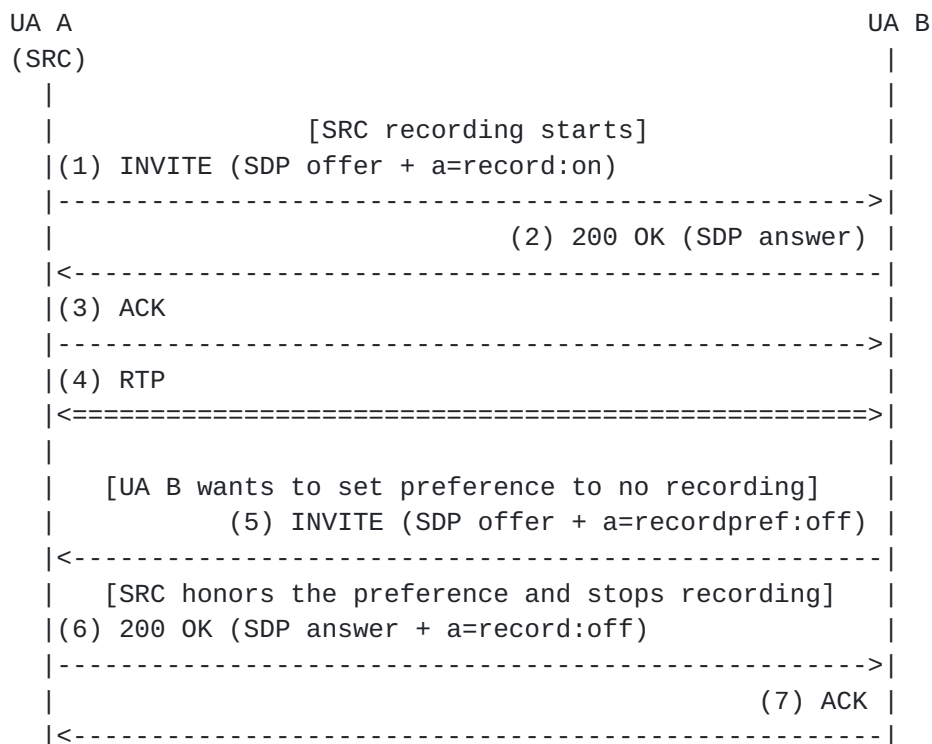 UA A UA B
(SRC)
[SRC recording starts]
(1) INVITE (SDP offer + a=record:on)
(2) 200 OK (SDP answer)
(3) ACK
(4) RTP
[UA B wants to set preference to no recording]
(5) INVITE (SDP offer + a=recordpref:off)
[SRC honors the preference and stops recording]
(6) 200 OK (SDP answer + a=record:off)
(7) ACK